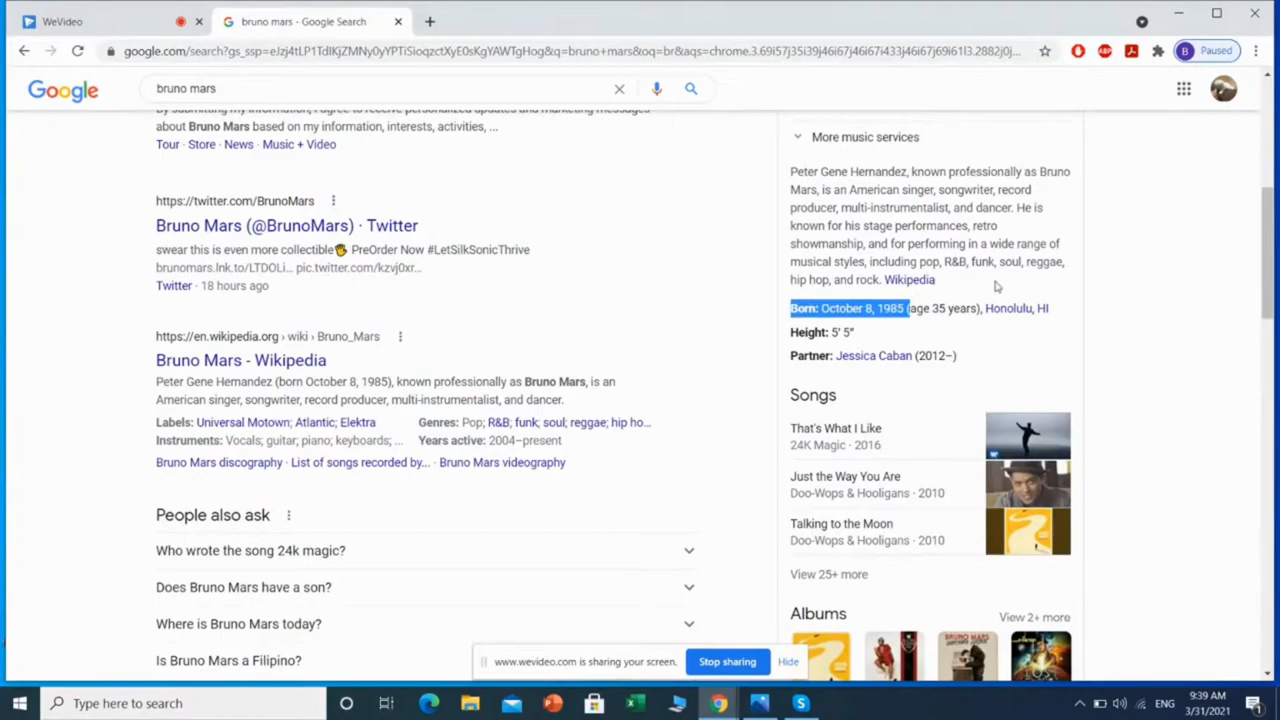 WeVideo
bruno mars - Google Search
google.com/search?gs_ssp=eJzj4tLP1TdIKjZMNy0yYPTiSioqzctXyE0sKgYAWTgHog&q=bruno+mars&oq=br&aqs=chrome.3.69i57j35i39j46i67j46i67i433j46i67j69i61l3.2882j0j...
Paused
Google
bruno mars
By submitting my information, I agree to receive personalized updates and marketing messages
about Bruno Mars based on my information, interests, activities, ...
Tour · Store · News · Music + Video
https://twitter.com/BrunoMars
Bruno Mars (@BrunoMars) · Twitter
swear this is even more collectible PreOrder Now #LetSilkSonicThrive
brunomars.lnk.to/LTDOLi... pic.twitter.com/kzvj0xr...
Twitter · 18 hours ago
https://en.wikipedia.org › wiki › Bruno_Mars
Bruno Mars - Wikipedia
Peter Gene Hernandez (born October 8, 1985), known professionally as Bruno Mars, is an
American singer, songwriter, record producer, multi-instrumentalist, and dancer.
Labels: Universal Motown; Atlantic; Elektra
Genres: Pop; R&B; funk; soul; reggae; hip ho...
Instruments: Vocals; guitar; piano; keyboards; ...
Years active: 2004–present
Bruno Mars discography · List of songs recorded by... · Bruno Mars videography
People also ask
Who wrote the song 24k magic?
Does Bruno Mars have a son?
Where is Bruno Mars today?
Is Bruno Mars a Filipino?
More music services
Peter Gene Hernandez, known professionally as Bruno
Mars, is an American singer, songwriter, record
producer, multi-instrumentalist, and dancer. He is
known for his stage performances, retro
showmanship, and for performing in a wide range of
musical styles, including pop, R&B, funk, soul, reggae,
hip hop, and rock. Wikipedia
Born: October 8, 1985 (age 35 years), Honolulu, HI
Height: 5′ 5″
Partner: Jessica Caban (2012–)
Songs
That's What I Like
24K Magic · 2016
Just the Way You Are
Doo-Wops & Hooligans · 2010
Talking to the Moon
Doo-Wops & Hooligans · 2010
View 25+ more
Albums
View 2+ more
www.wevideo.com is sharing your screen.
Stop sharing
Hide
Type here to search
ENG
9:39 AM
3/31/2021